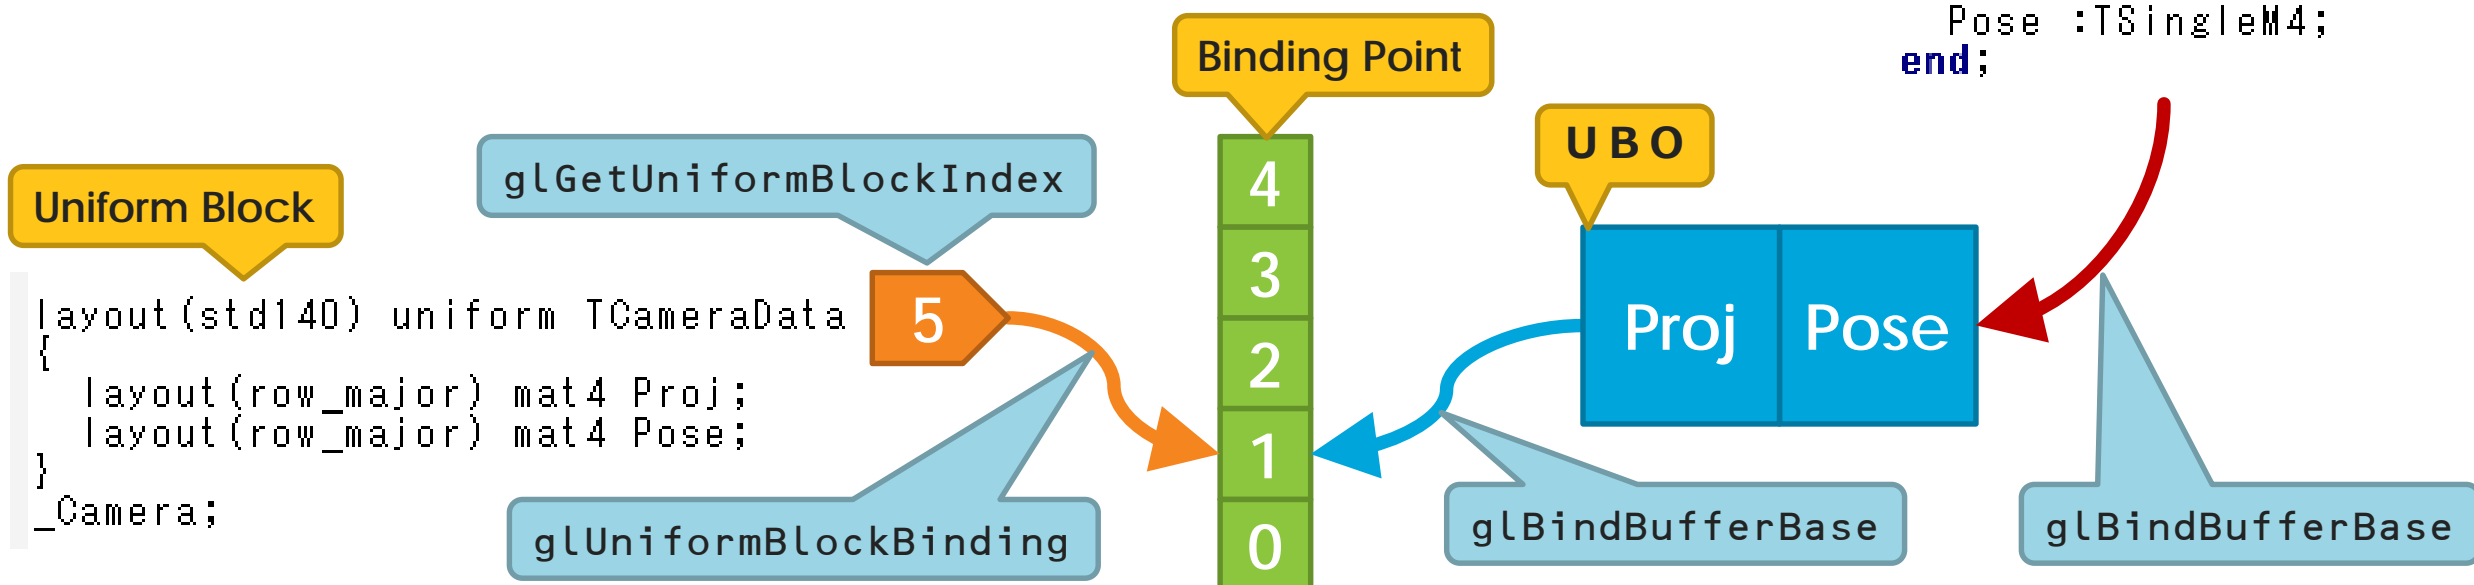 Pose :TSingleM4;
end;
Binding Point
UBO
glGetUniformBlockIndex
Uniform Block
layout(std140) uniform TCameraData
{
layout(row_major) mat4 Proj;
layout(row_major) mat4 Pose;
}
_Camera;
5
4
3
2
1
0
Proj
Pose
glUniformBlockBinding
glBindBufferBase
glBindBufferBase